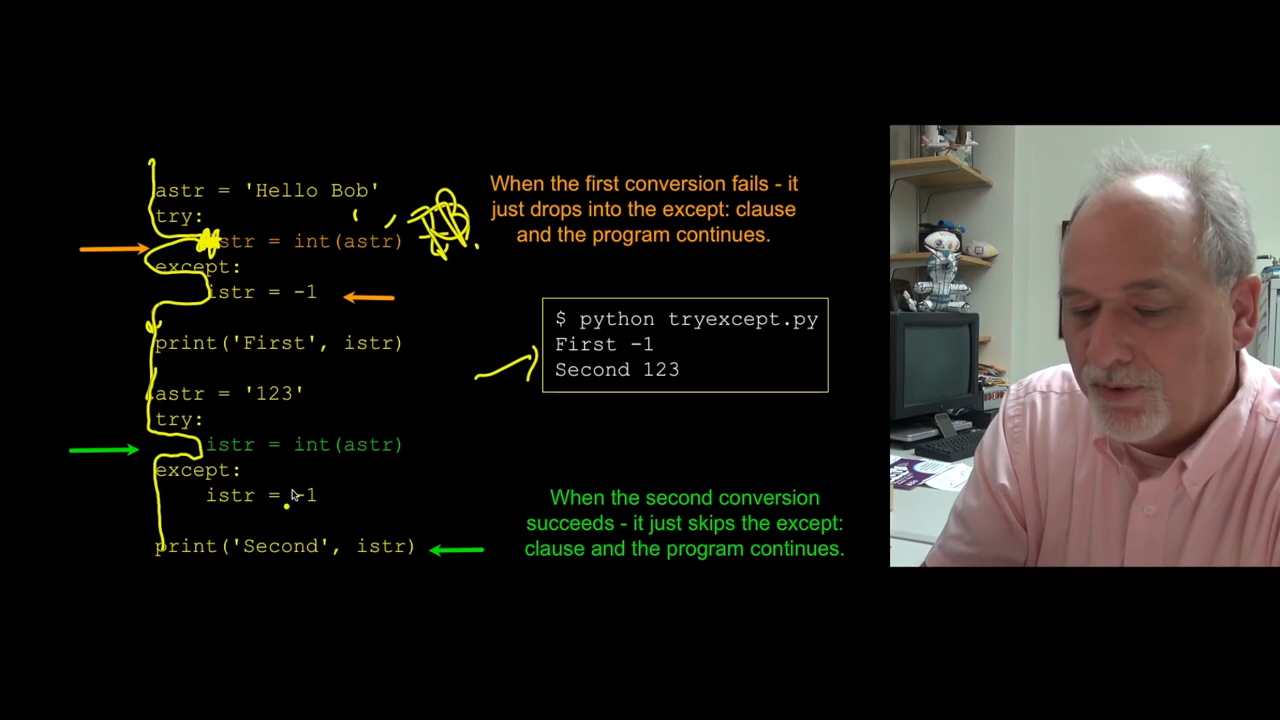 astr = 'Hello Bob'
try:
    istr = int(astr)
except:
    istr = -1
print('First', istr)
astr = '123'
try:
    istr = int(astr)
except:
    istr = -1
print('Second', istr)
When the first conversion fails - it
just drops into the except: clause
and the program continues.
$ python tryexcept.py
First -1
Second 123
When the second conversion
succeeds - it just skips the except:
clause and the program continues.